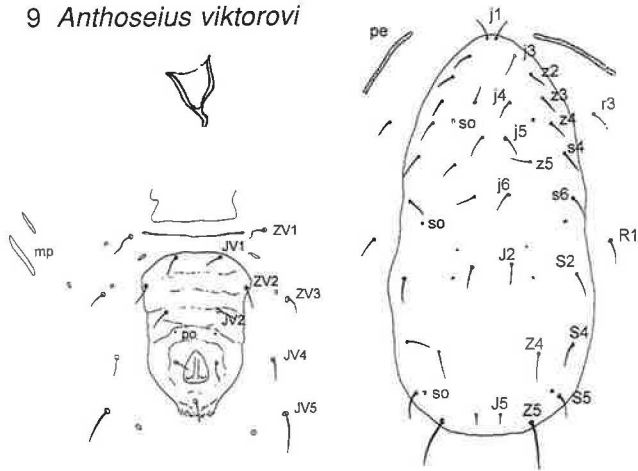 9 Anthoseius viktorovi
j1
pe
j3
z2
j4
z3
r3
so
z4
j5
s4
z5
j6
s6
so
ZV1
R1
mp
JV1
J2
S2
ZV2
ZV3
JV2
po
Z4
S4
JV4
so
S5
J5
Z5
JV5